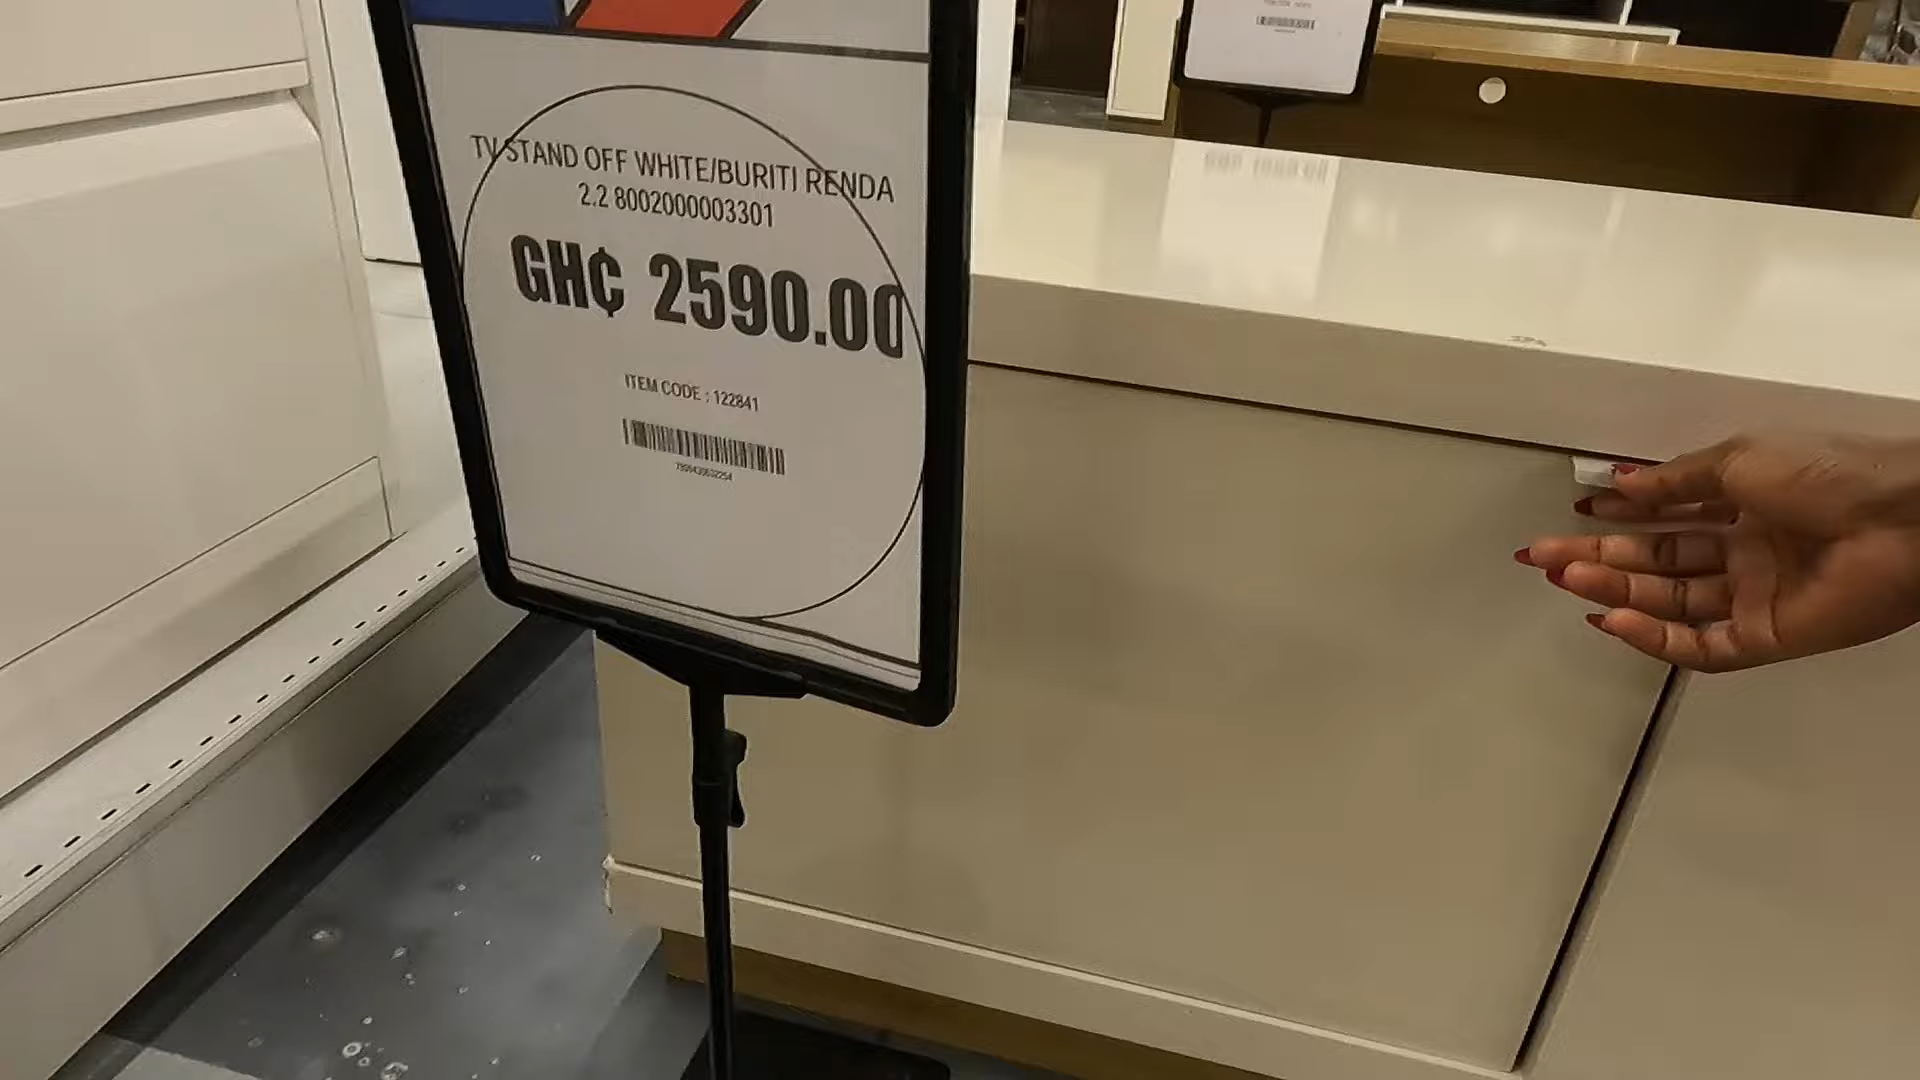 TV STAND OFF WHITE/BURITI RENDA
2.2 8002000003301
GH₵ 2590.00
ITEM CODE : 122841